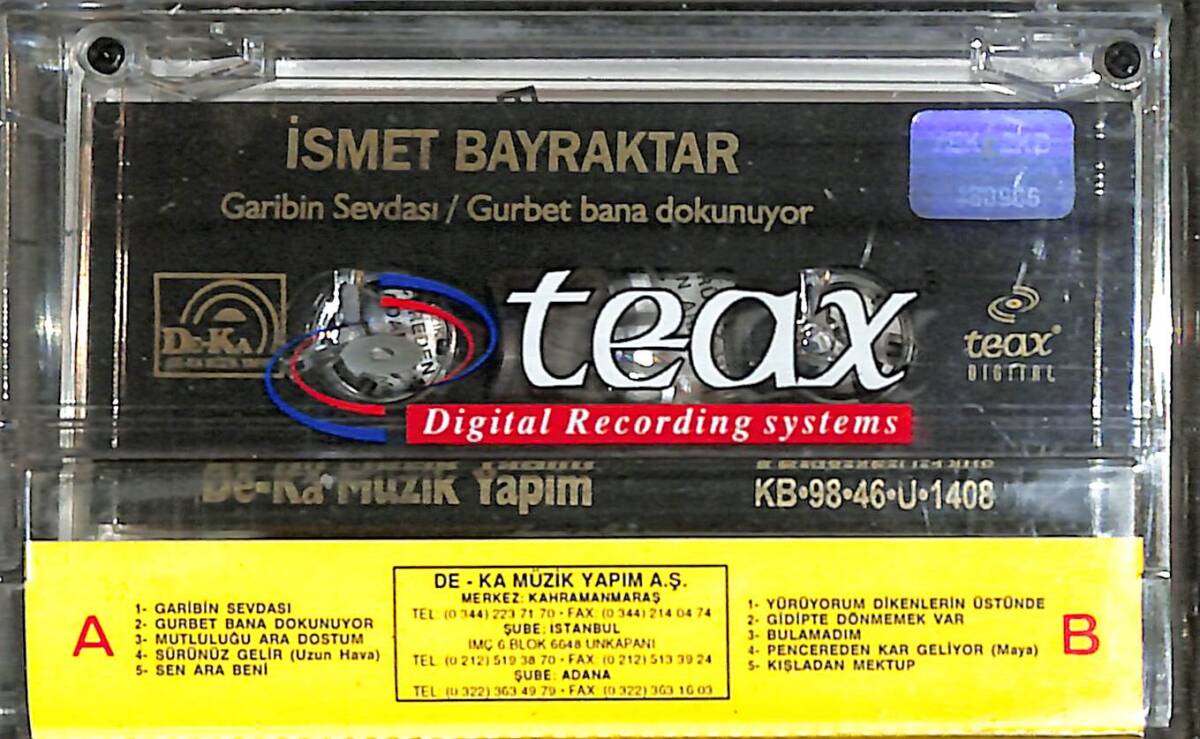 İSMET BAYRAKTAR
Garibin Sevdası / Gurbet bana dokunuyor
De-Ka
teax
Digital Recording systems
teax®
DIGITAL
De-Ka Müzik Yapım
KB•98•46•U•1408
A
1- GARİBİN SEVDASI
2- GURBET BANA DOKUNUYOR
3- MUTLULUĞU ARA DOSTUM
4- SÜRÜNÜZ GELİR (Uzun Hava)
5- SEN ARA BENİ
DE - KA MÜZİK YAPIM A.Ş.
MERKEZ: KAHRAMANMARAŞ
TEL: (0 344) 223 71 70 - FAX: (0 344) 214 04 74
ŞUBE: İSTANBUL
İMÇ 6.BLOK 6648 UNKAPANI
TEL: (0 212) 519 38 70 - FAX: (0 212) 513 39 24
ŞUBE: ADANA
TEL: (0.322) 363 49 79 - FAX: (0.322) 363 16 03
1- YÜRÜYORUM DİKENLERİN ÜSTÜNDE
2- GİDİPTE DÖNMEMEK VAR
3- BULAMADIM
4- PENCEREDEN KAR GELİYOR (Maya)
5- KIŞLADAN MEKTUP
B